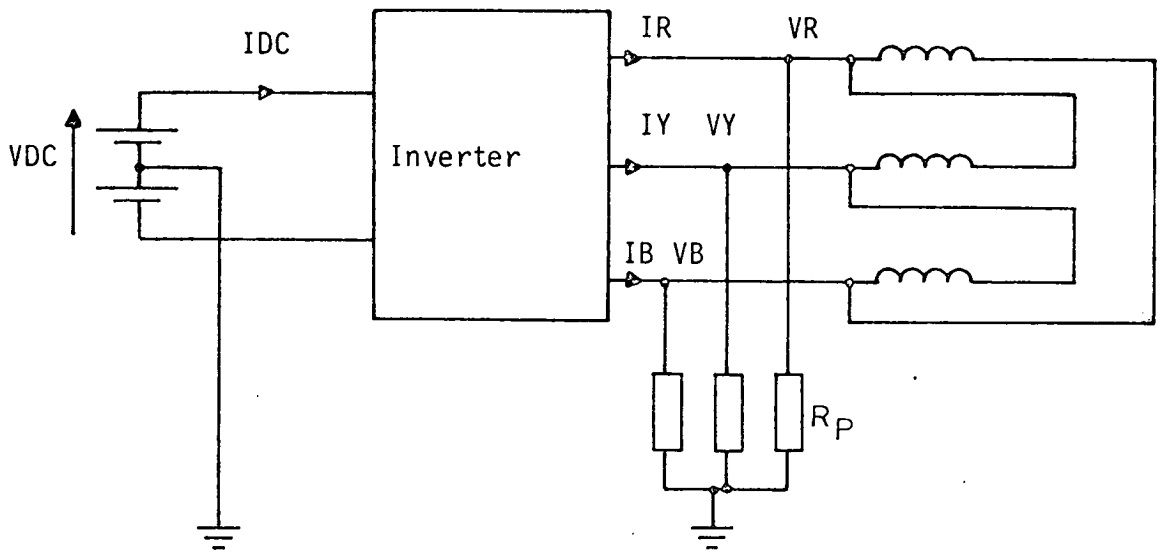 IDC
VDC
Inverter
IR VR
IY VY
IB VB
RP